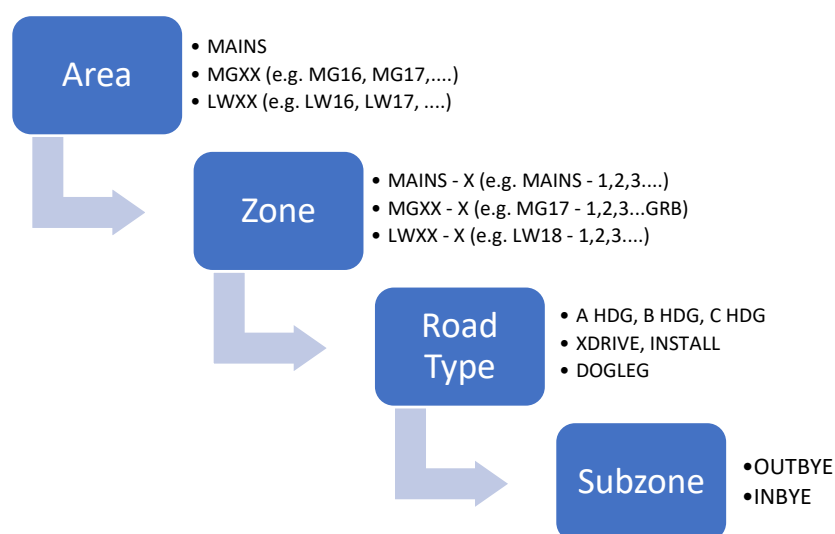 Area
• MAINS
• MGXX (e.g. MG16, MG17,....)
• LWXX (e.g. LW16, LW17, ....)
Zone
• MAINS - X (e.g. MAINS - 1,2,3....)
• MGXX - X (e.g. MG17 - 1,2,3...GRB)
• LWXX - X (e.g. LW18 - 1,2,3....)
Road
Type
• A HDG, B HDG, C HDG
• XDRIVE, INSTALL
• DOGLEG
Subzone
•OUTBYE
•INBYE